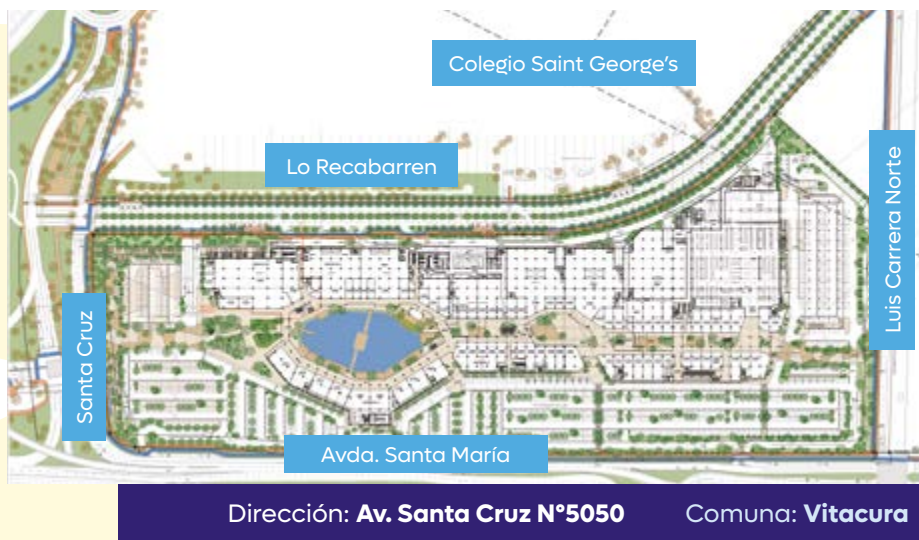 Colegio Saint George's
Lo Recabarren
Luis Carrera Norte
Santa Cruz
Avda. Santa María
Dirección: Av. Santa Cruz N°5050
Comuna: Vitacura